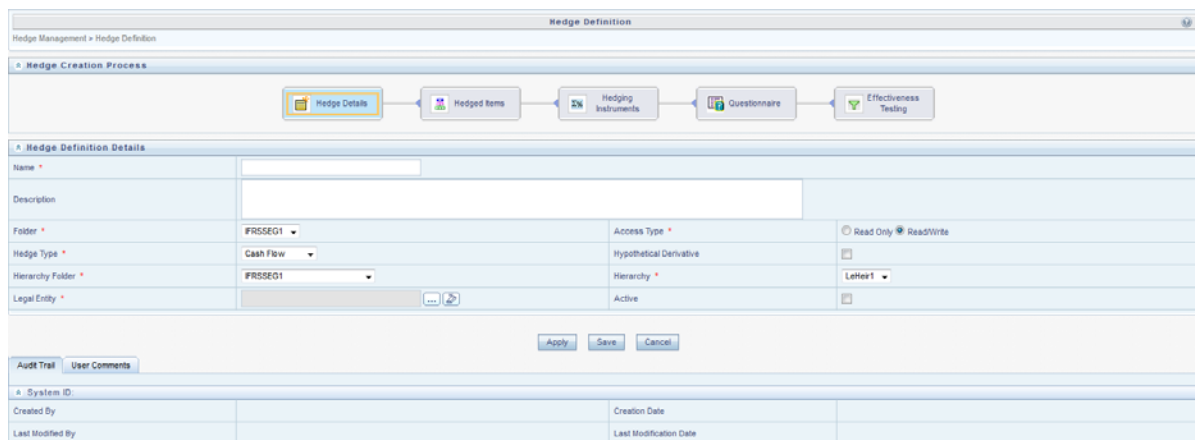 Hedge Definition
Hedge Management » Hedge Definition
Hedge Creation Process
Hedge Details
Hedged Items
Hedging
Instruments
Questionnaire
Effectiveness
Testing
Hedge Definition Details
Name *
Description
Folder * IFRSSEG1 Access Type * Read Only Read/Write
Hedge Type * Cash Flow Hypothetical Derivative
Hierarchy Folder * IFRSSEG1 Hierarchy * LeHeir1
Legal Entity * ... Active
Apply Save Cancel
Audit Trail User Comments
System ID:
Created By Creation Date
Last Modified By Last Modification Date